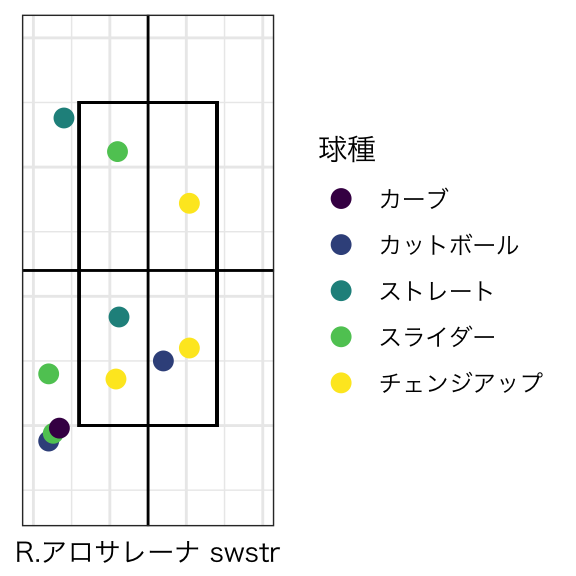 球種
カーブ
カットボール
ストレート
スライダー
チェンジアップ
R.アロサレーナ swstr